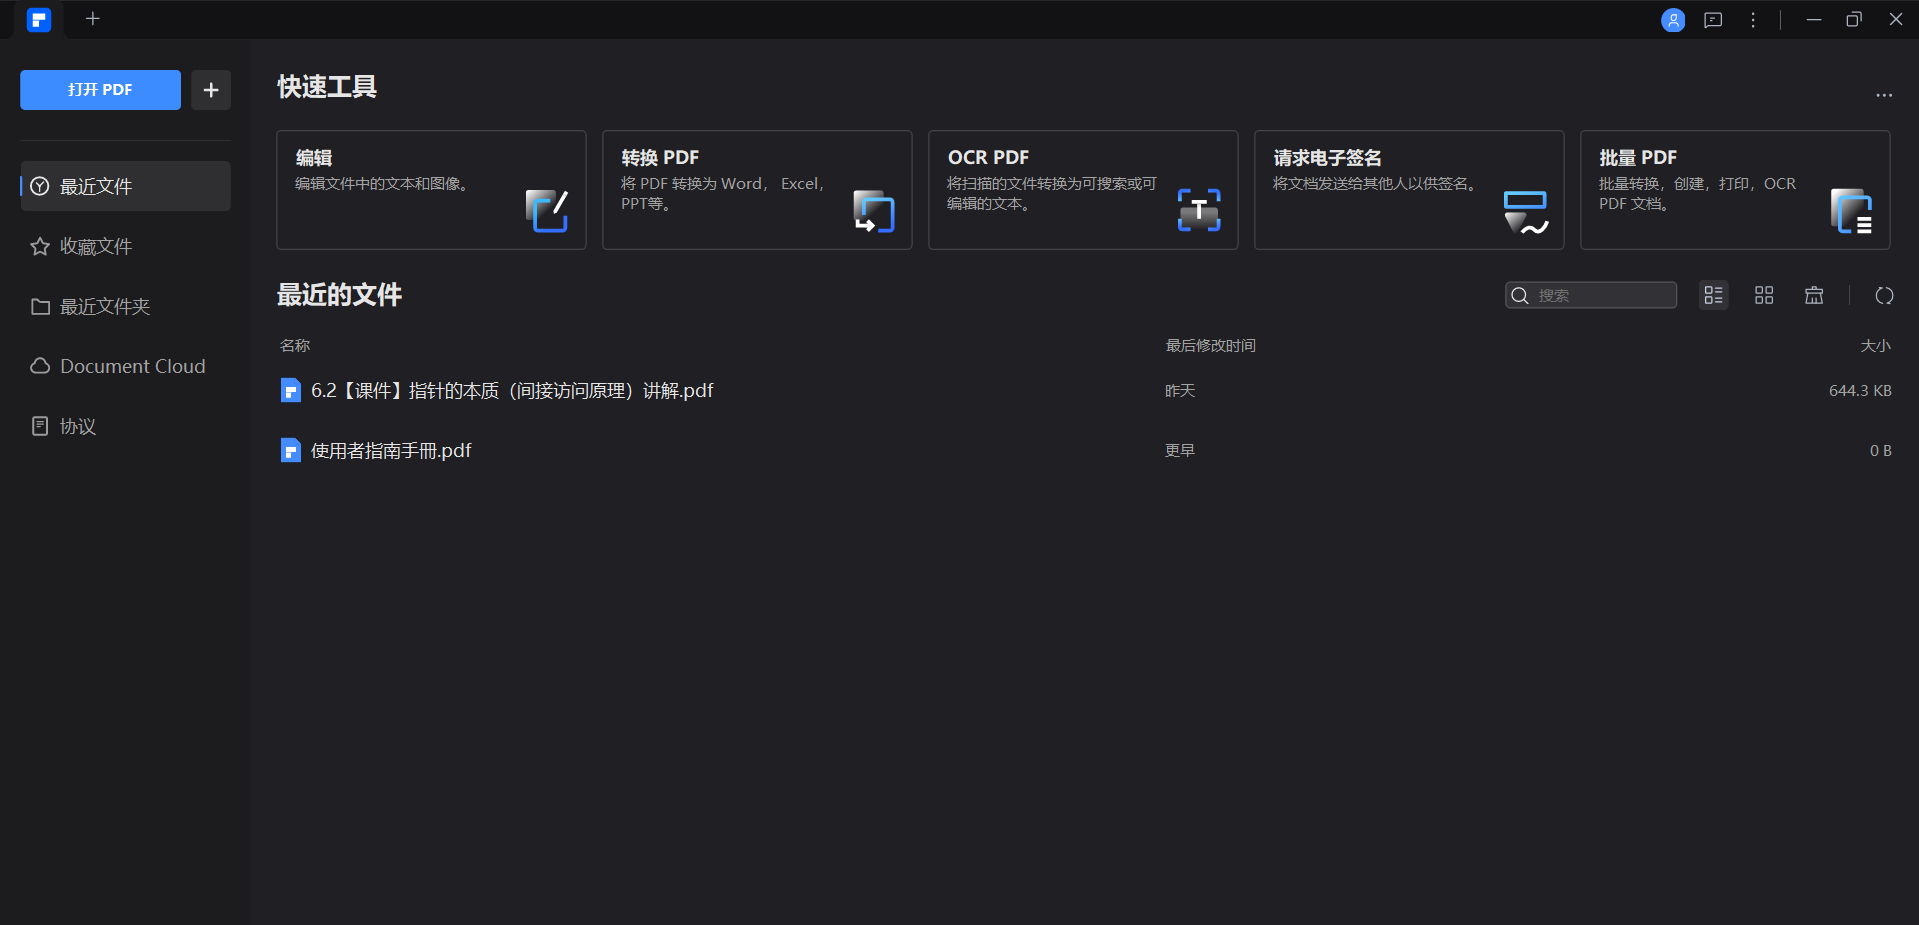 打开 PDF
最近文件
收藏文件
最近文件夹
Document Cloud
协议
快速工具
编辑
编辑文件中的文本和图像。
转换 PDF
将 PDF 转换为 Word， Excel，
PPT等。
OCR PDF
将扫描的文件转换为可搜索或可
编辑的文本。
请求电子签名
将文档发送给其他人以供签名。
批量 PDF
批量转换，创建，打印，OCR
PDF 文档。
最近的文件
搜索
名称 最后修改时间 大小
6.2【课件】指针的本质（间接访问原理）讲解.pdf 昨天 644.3 KB
使用者指南手冊.pdf 更早 0 B